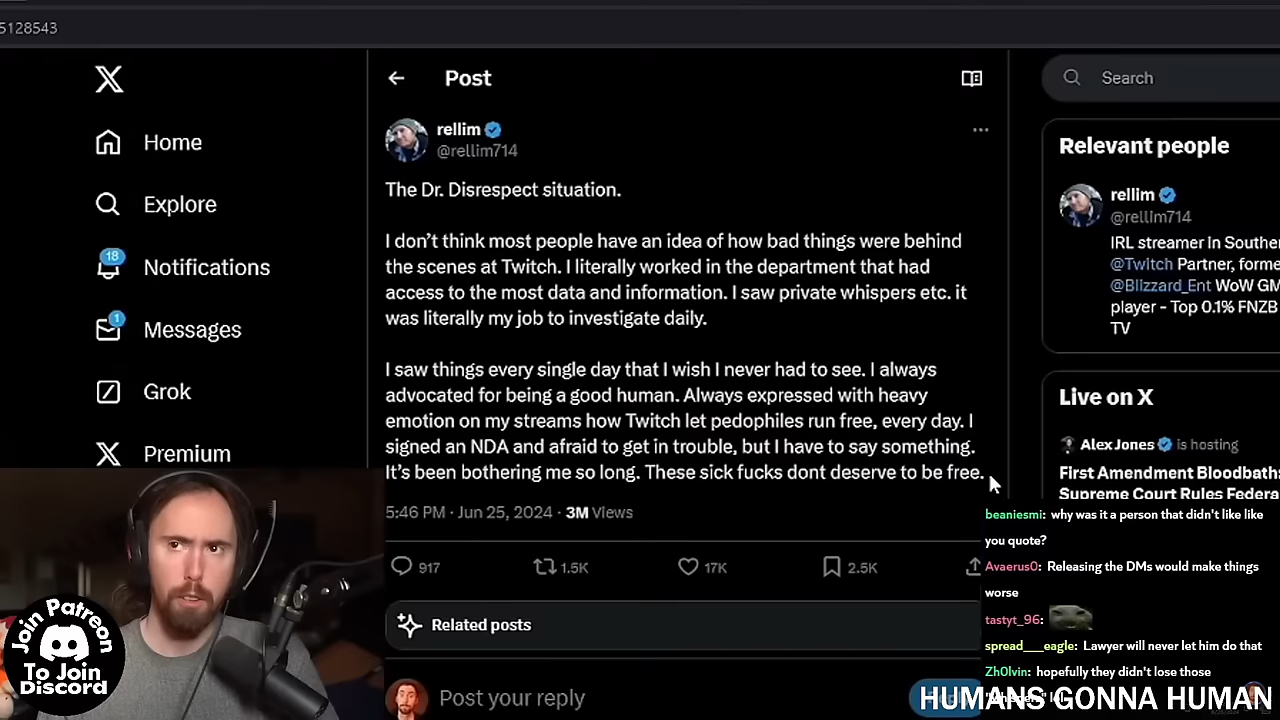 5128543
Home
Explore
18
Notifications
1
Messages
Grok
Premium
Post
rellim
@rellim714
The Dr. Disrespect situation.
I don’t think most people have an idea of how bad things were behind
the scenes at Twitch. I literally worked in the department that had
access to the most data and information. I saw private whispers etc. it
was literally my job to investigate daily.
I saw things every single day that I wish I never had to see. I always
advocated for being a good human. Always expressed with heavy
emotion on my streams how Twitch let pedophiles run free, every day. I
signed an NDA and afraid to get in trouble, but I have to say something.
It’s been bothering me so long. These sick fucks dont deserve to be free.
5:46 PM · Jun 25, 2024 · 3M Views
917
1.5K
17K
2.5K
Related posts
Post your reply
Search
Relevant people
rellim
@rellim714
IRL streamer in Souther
@Twitch Partner, forme
@Blizzard_Ent WoW GM
player - Top 0.1% FNZB
TV
Live on X
Alex Jones is hosting
First Amendment Bloodbath:
Supreme Court Rules Federa
beaniesmi: why was it a person that didn't like like
you quote?
Avaerus0: Releasing the DMs would make things
worse
tastyt_96:
spread___eagle: Lawyer will never let him do that
Zh0lvin: hopefully they didn't lose those
HUMANS GONNA HUMAN
Join Patreon
To Join
Discord